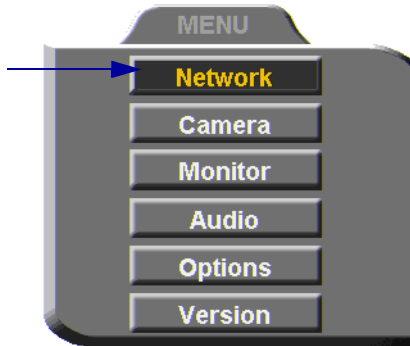 MENU
Network
Camera
Monitor
Audio
Options
Version